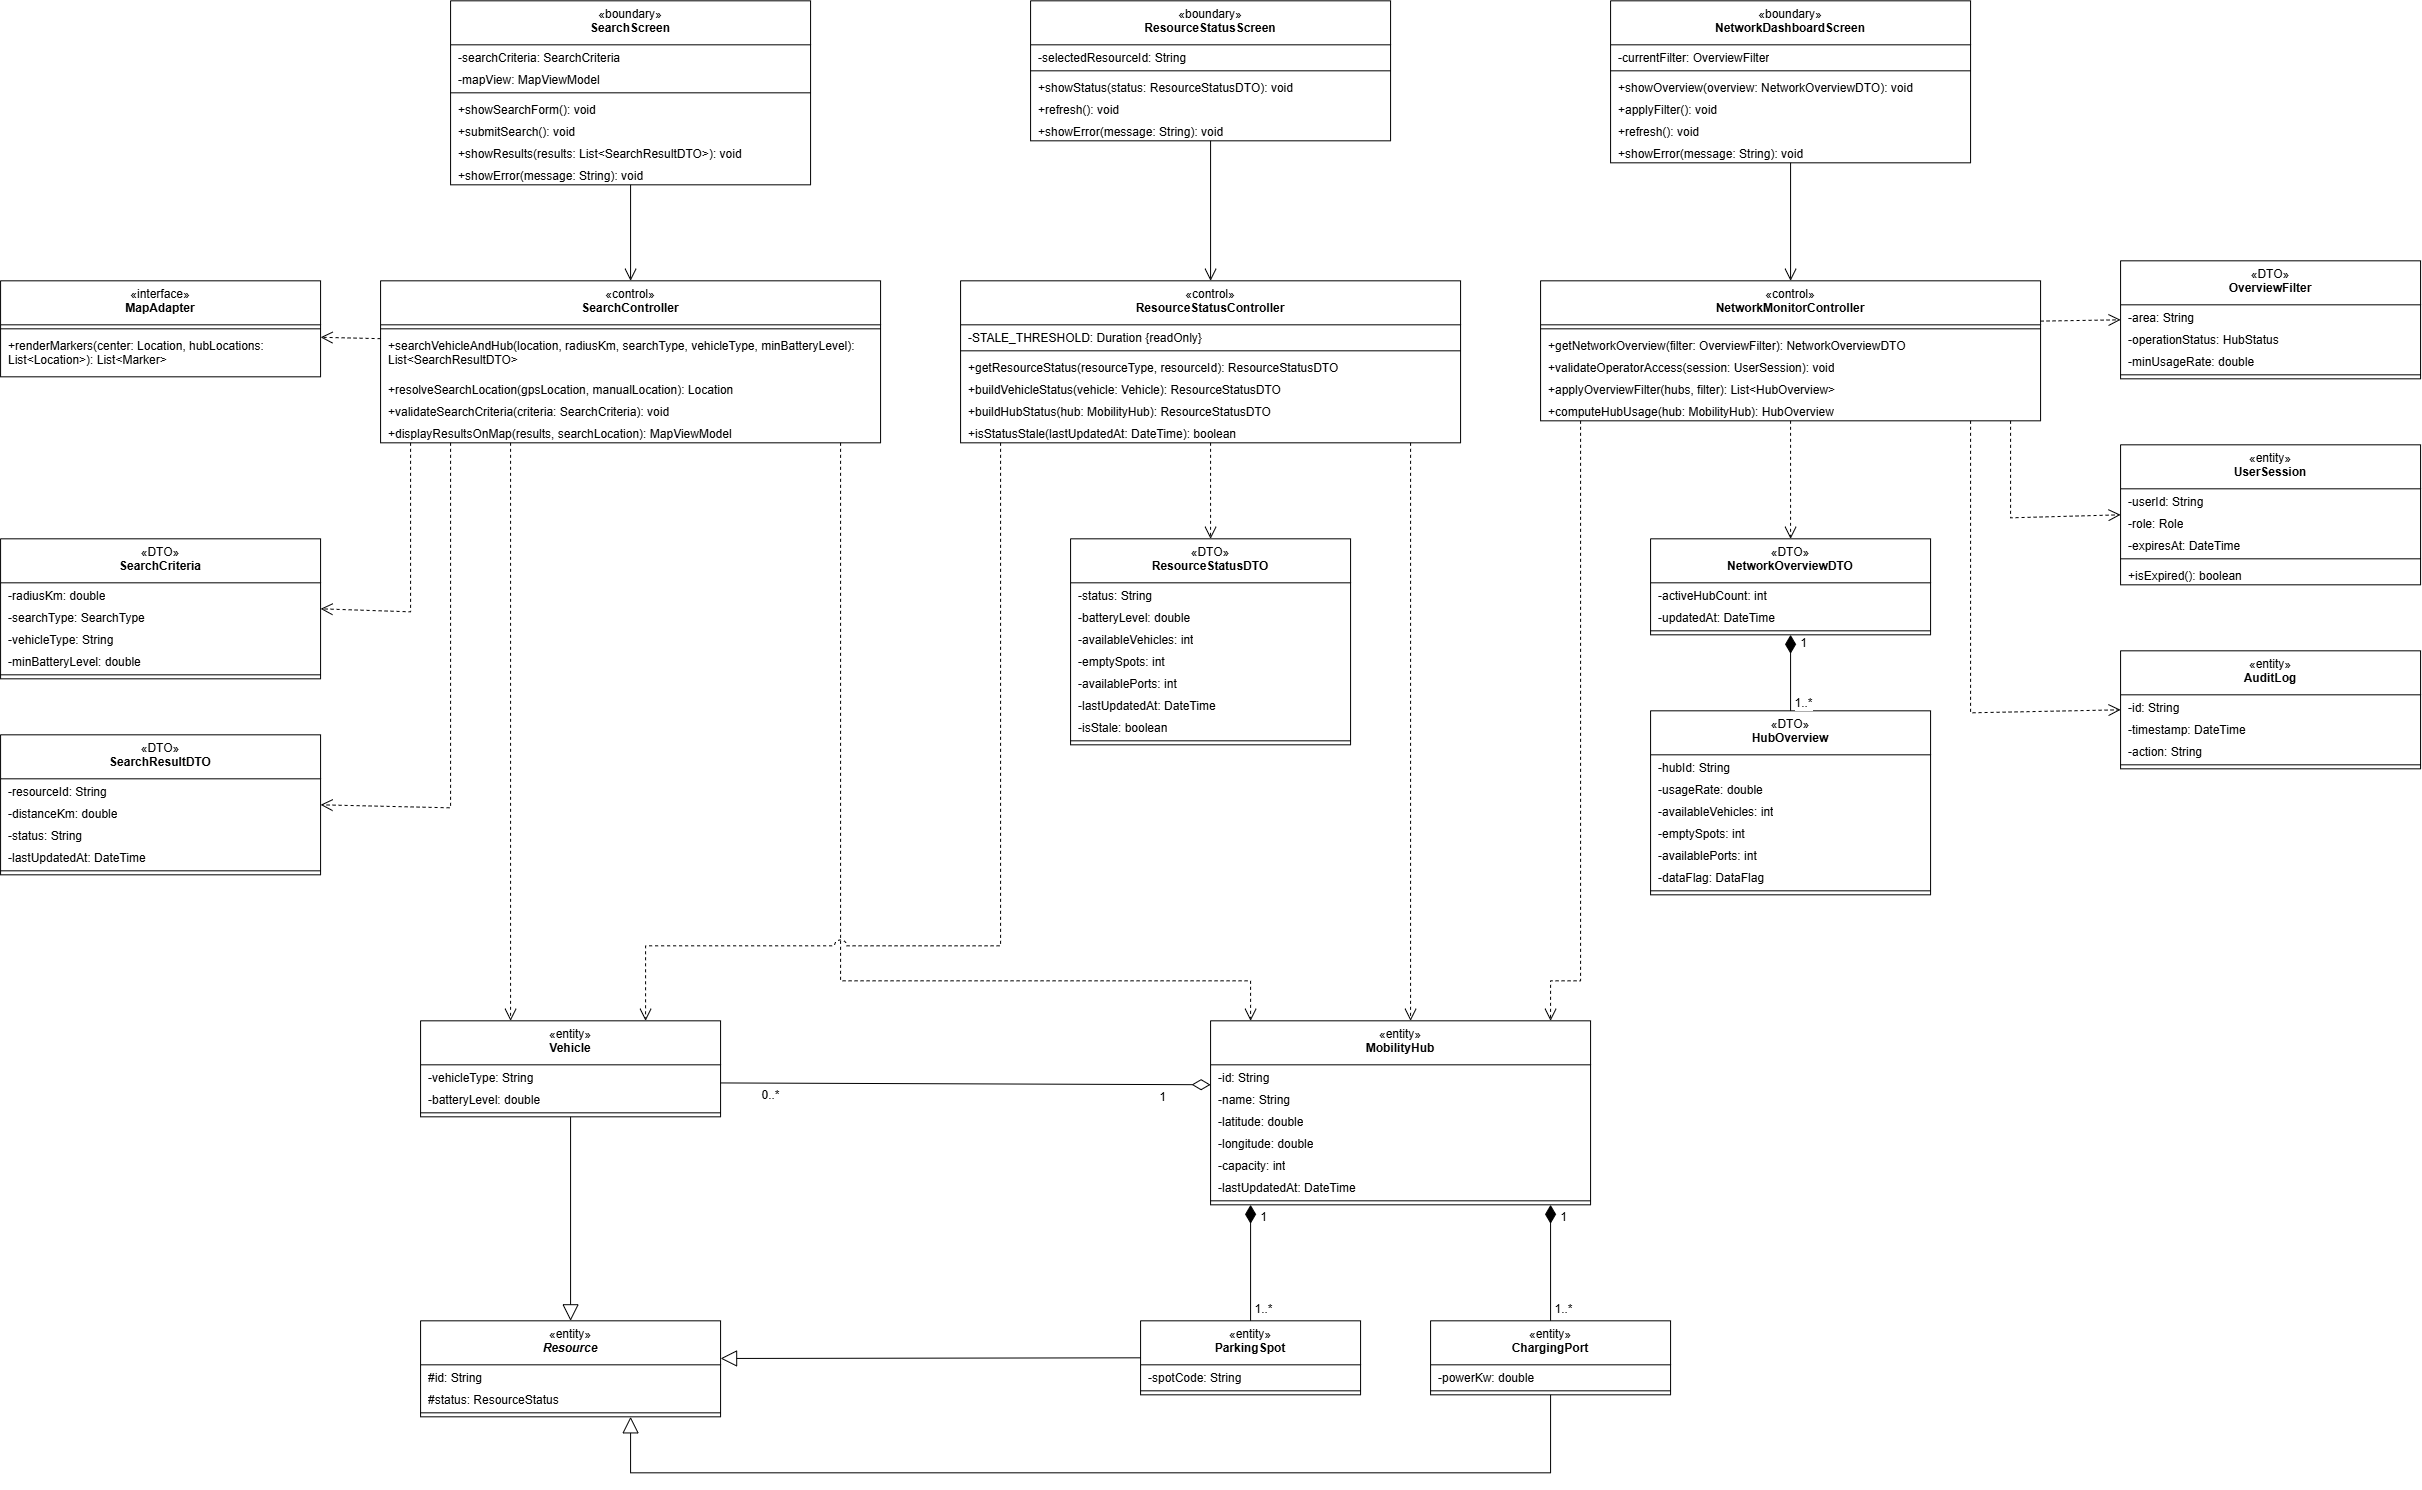 «boundary»
SearchScreen
-searchCriteria: SearchCriteria
-mapView: MapViewModel
+showSearchForm(): void
+submitSearch(): void
+showResults(results: List<SearchResultDTO>): void
+showError(message: String): void
«boundary»
ResourceStatusScreen
-selectedResourceId: String
+showStatus(status: ResourceStatusDTO): void
+refresh(): void
+showError(message: String): void
«boundary»
NetworkDashboardScreen
-currentFilter: OverviewFilter
+showOverview(overview: NetworkOverviewDTO): void
+applyFilter(): void
+refresh(): void
+showError(message: String): void
«interface»
MapAdapter
+renderMarkers(center: Location, hubLocations:
List<Location>): List<Marker>
«control»
SearchController
+searchVehicleAndHub(location, radiusKm, searchType, vehicleType, minBatteryLevel):
List<SearchResultDTO>
+resolveSearchLocation(gpsLocation, manualLocation): Location
+validateSearchCriteria(criteria: SearchCriteria): void
+displayResultsOnMap(results, searchLocation): MapViewModel
«control»
ResourceStatusController
-STALE_THRESHOLD: Duration {readOnly}
+getResourceStatus(resourceType, resourceId): ResourceStatusDTO
+buildVehicleStatus(vehicle: Vehicle): ResourceStatusDTO
+buildHubStatus(hub: MobilityHub): ResourceStatusDTO
+isStatusStale(lastUpdatedAt: DateTime): boolean
«control»
NetworkMonitorController
+getNetworkOverview(filter: OverviewFilter): NetworkOverviewDTO
+validateOperatorAccess(session: UserSession): void
+applyOverviewFilter(hubs, filter): List<HubOverview>
+computeHubUsage(hub: MobilityHub): HubOverview
«DTO»
OverviewFilter
-area: String
-operationStatus: HubStatus
-minUsageRate: double
«entity»
UserSession
-userId: String
-role: Role
-expiresAt: DateTime
+isExpired(): boolean
«DTO»
SearchCriteria
-radiusKm: double
-searchType: SearchType
-vehicleType: String
-minBatteryLevel: double
«DTO»
ResourceStatusDTO
-status: String
-batteryLevel: double
-availableVehicles: int
-emptySpots: int
-availablePorts: int
-lastUpdatedAt: DateTime
-isStale: boolean
«DTO»
NetworkOverviewDTO
-activeHubCount: int
-updatedAt: DateTime
1
1..*
«DTO»
HubOverview
-hubId: String
-usageRate: double
-availableVehicles: int
-emptySpots: int
-availablePorts: int
-dataFlag: DataFlag
«entity»
AuditLog
-id: String
-timestamp: DateTime
-action: String
«DTO»
SearchResultDTO
-resourceId: String
-distanceKm: double
-status: String
-lastUpdatedAt: DateTime
«entity»
Vehicle
-vehicleType: String
-batteryLevel: double
0..*
1
«entity»
MobilityHub
-id: String
-name: String
-latitude: double
-longitude: double
-capacity: int
-lastUpdatedAt: DateTime
1
1
1..*
1..*
«entity»
Resource
#id: String
#status: ResourceStatus
«entity»
ParkingSpot
-spotCode: String
«entity»
ChargingPort
-powerKw: double